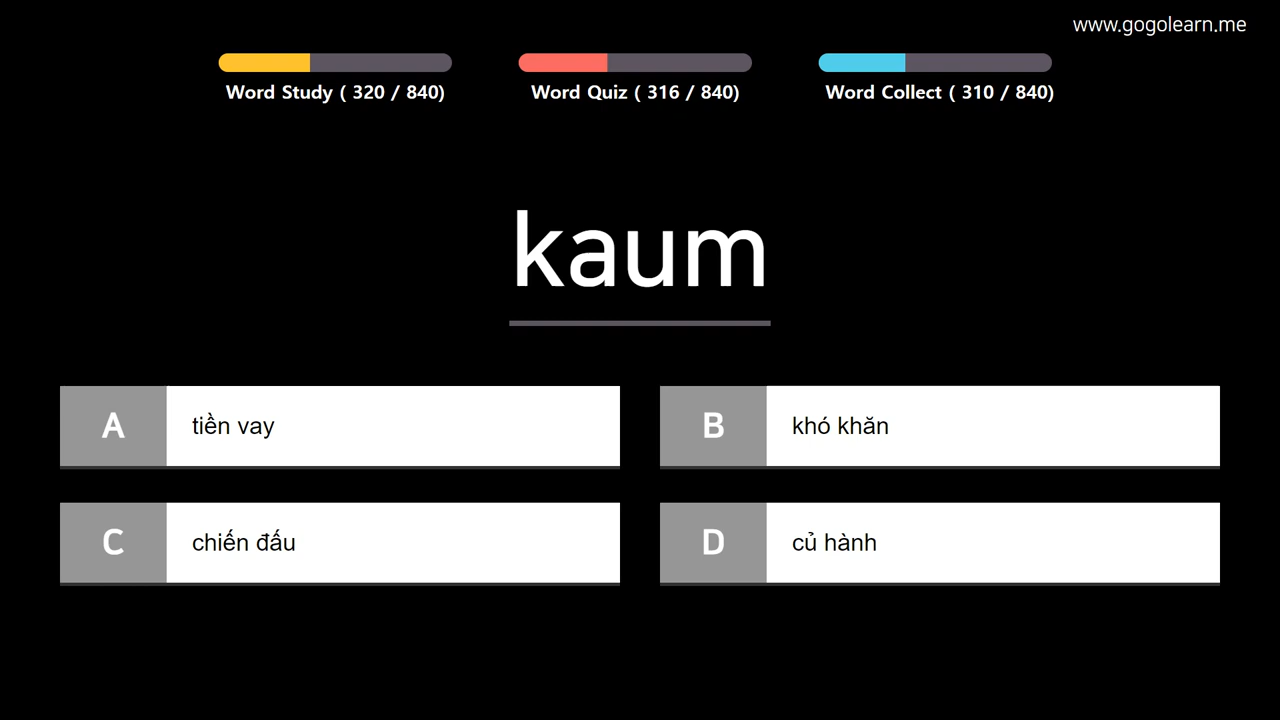 www.gogolearn.me
Word Study ( 320 / 840)
Word Quiz ( 316 / 840)
Word Collect ( 310 / 840)
kaum
A tiền vay
B khó khăn
C chiến đấu
D củ hành